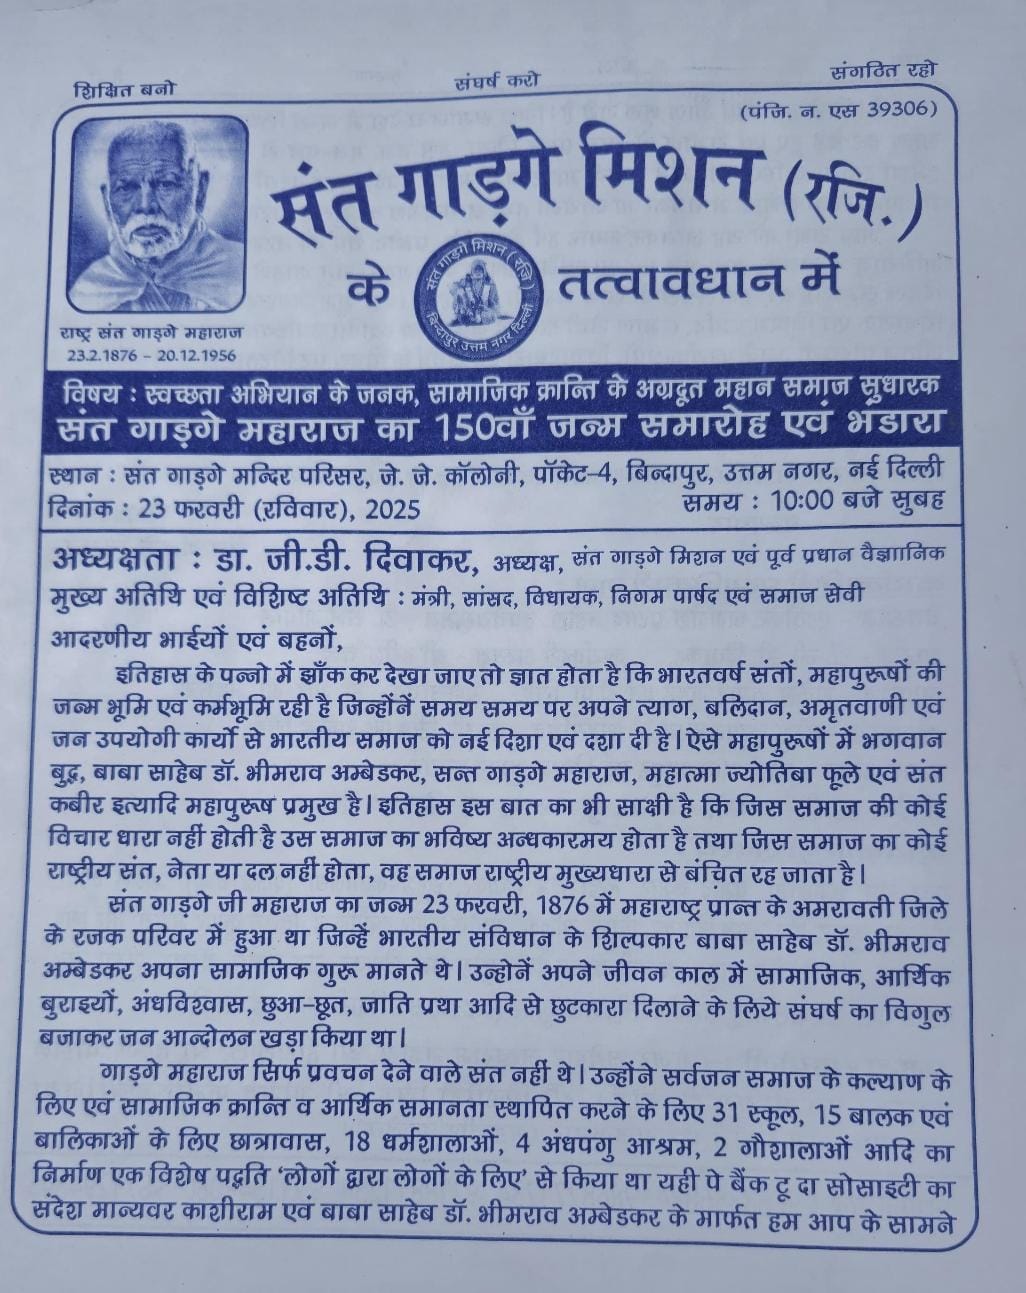 शिक्षित बनो
संघर्ष करो
संगठित रहो
(पंजि. न. एस 39306)
संत गाड़गे मिशन (रजि.)
के
संत गाड़गे मिशन (रजि)
बिन्दापुर उत्तम नगर दिल्ली
तत्वावधान में
राष्ट्र संत गाड़गे महाराज
23.2.1876 - 20.12.1956
विषय : स्वच्छता अभियान के जनक, सामाजिक क्रान्ति के अग्रदूत महान समाज सुधारक
संत गाड़गे महाराज का 150वाँ जन्म समारोह एवं भंडारा
स्थान : संत गाड़गे मन्दिर परिसर, जे. जे. कॉलोनी, पॉकेट-4, बिन्दापुर, उत्तम नगर, नई दिल्ली
दिनांक : 23 फरवरी (रविवार), 2025
समय : 10:00 बजे सुबह
अध्यक्षता : डा. जी.डी. दिवाकर, अध्यक्ष, संत गाड़गे मिशन एवं पूर्व प्रधान वैज्ञानिक
मुख्य अतिथि एवं विशिष्ट अतिथि : मंत्री, सांसद, विधायक, निगम पार्षद एवं समाज सेवी
आदरणीय भाईयों एवं बहनों,
इतिहास के पन्नो में झाँक कर देखा जाए तो ज्ञात होता है कि भारतवर्ष संतों, महापुरूषों की
जन्म भूमि एवं कर्मभूमि रही है जिन्होंनें समय समय पर अपने त्याग, बलिदान, अमृतवाणी एवं
जन उपयोगी कार्यो से भारतीय समाज को नई दिशा एवं दशा दी है। ऐसे महापुरूषों में भगवान
बुद्ध, बाबा साहेब डॉ. भीमराव अम्बेडकर, सन्त गाड़गे महाराज, महात्मा ज्योतिबा फूले एवं संत
कबीर इत्यादि महापुरूष प्रमुख है। इतिहास इस बात का भी साक्षी है कि जिस समाज की कोई
विचार धारा नहीं होती है उस समाज का भविष्य अन्धकारमय होता है तथा जिस समाज का कोई
राष्ट्रीय संत, नेता या दल नहीं होता, वह समाज राष्ट्रीय मुख्यधारा से बंचित रह जाता है।
संत गाड़गे जी महाराज का जन्म 23 फरवरी, 1876 में महाराष्ट्र प्रान्त के अमरावती जिले
के रजक परिवर में हुआ था जिन्हें भारतीय संविधान के शिल्पकार बाबा साहेब डॉ. भीमराव
अम्बेडकर अपना सामाजिक गुरू मानते थे। उन्होनें अपने जीवन काल में सामाजिक, आर्थिक
बुराइयों, अंधविश्वास, छुआ-छूत, जाति प्रथा आदि से छुटकारा दिलाने के लिये संघर्ष का विगुल
बजाकर जन आन्दोलन खड़ा किया था।
गाड़गे महाराज सिर्फ प्रवचन देने वाले संत नहीं थे। उन्होंने सर्वजन समाज के कल्याण के
लिए एवं सामाजिक क्रान्ति व आर्थिक समानता स्थापित करने के लिए 31 स्कूल, 15 बालक एवं
बालिकाओं के लिए छात्रावास, 18 धर्मशालाओं, 4 अंधपंगु आश्रम, 2 गौशालाओं आदि का
निर्माण एक विशेष पद्धति ‘लोगों द्वारा लोगों के लिए’ से किया था यही पे बैंक टू दा सोसाइटी का
संदेश मान्यवर काशीराम एवं बाबा साहेब डॉ. भीमराव अम्बेडकर के मार्फत हम आप के सामने